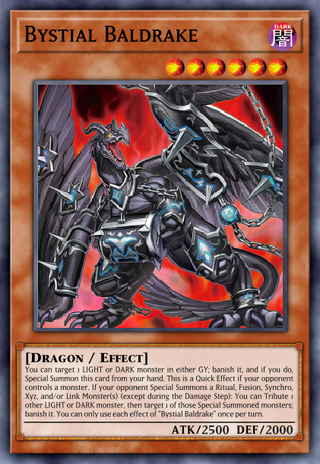 Bystial Baldrake
DARK
闇
[Dragon / Effect]
You can target 1 LIGHT or DARK monster in either GY; banish it, and if you do,
Special Summon this card from your hand. This is a Quick Effect if your opponent
controls a monster. If your opponent Special Summons a Ritual, Fusion, Synchro,
Xyz, and/or Link Monster(s) (except during the Damage Step): You can Tribute 1
other LIGHT or DARK monster, then target 1 of those Special Summoned monsters;
banish it. You can only use each effect of "Bystial Baldrake" once per turn.
ATK/2500 DEF/2000